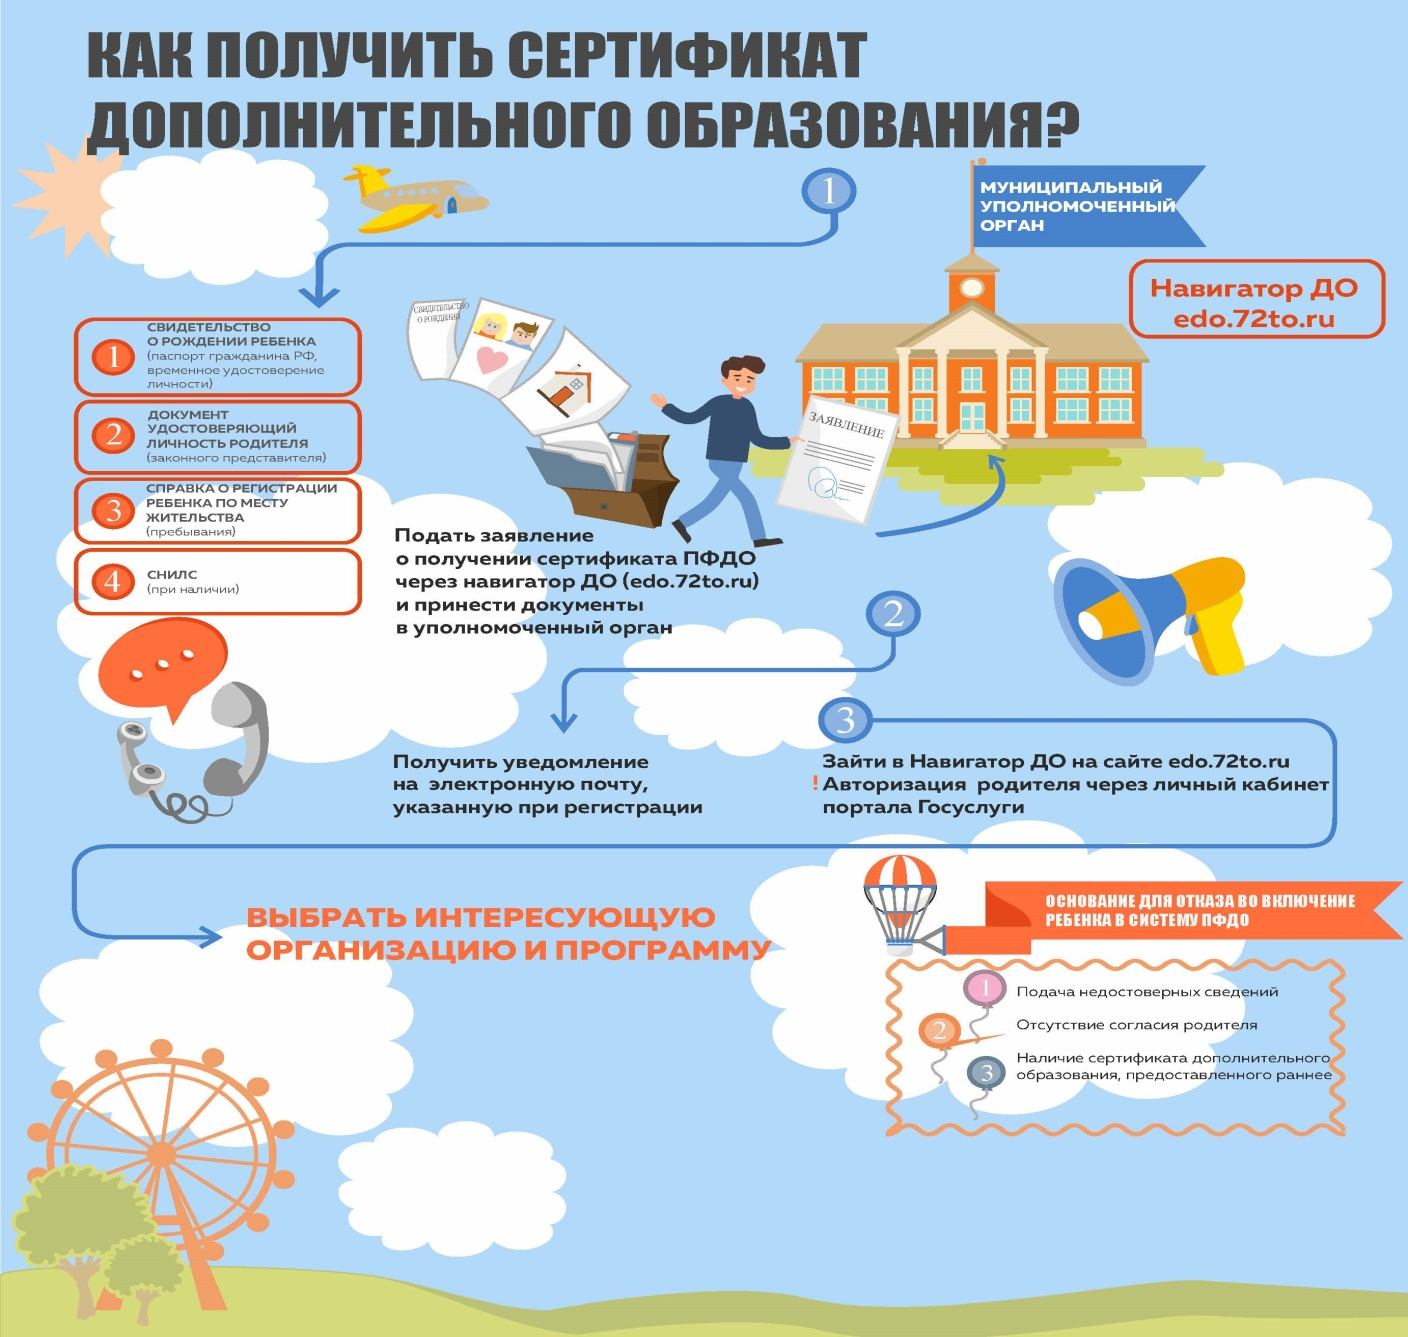 КАК ПОЛУЧИТЬ СЕРТИФИКАТ
ДОПОЛНИТЕЛЬНОГО ОБРАЗОВАНИЯ?
1
МУНИЦИПАЛЬНЫЙ
УПОЛНОМОЧЕННЫЙ
ОРГАН
Навигатор ДО
edo.72to.ru
1
СВИДЕТЕЛЬСТВО
О РОЖДЕНИИ РЕБЕНКА
(паспорт гражданина РФ,
временное удостоверение
личности)
2
ДОКУМЕНТ
УДОСТОВЕРЯЮЩИЙ
ЛИЧНОСТЬ РОДИТЕЛЯ
(законного представителя)
3
СПРАВКА О РЕГИСТРАЦИИ
РЕБЕНКА ПО МЕСТУ
ЖИТЕЛЬСТВА
(пребывания)
4
СНИЛС
(при наличии)
СВИДЕТЕЛЬСТВО
О РОЖДЕНИИ
ЗАЯВЛЕНИЕ
Подать заявление
о получении сертификата ПФДО
через навигатор ДО (edo.72to.ru)
и принести документы
в уполномоченный орган
2
Получить уведомление
на электронную почту,
указанную при регистрации
3
Зайти в Навигатор ДО на сайте edo.72to.ru
! Авторизация родителя через личный кабинет
портала Госуслуги
ВЫБРАТЬ ИНТЕРЕСУЮЩУЮ
ОРГАНИЗАЦИЮ И ПРОГРАММУ
ОСНОВАНИЕ ДЛЯ ОТКАЗА ВО ВКЛЮЧЕНИЕ
РЕБЕНКА В СИСТЕМУ ПФДО
1
Подача недостоверных сведений
2
Отсутствие согласия родителя
3
Наличие сертификата дополнительного
образования, предоставленного раннее